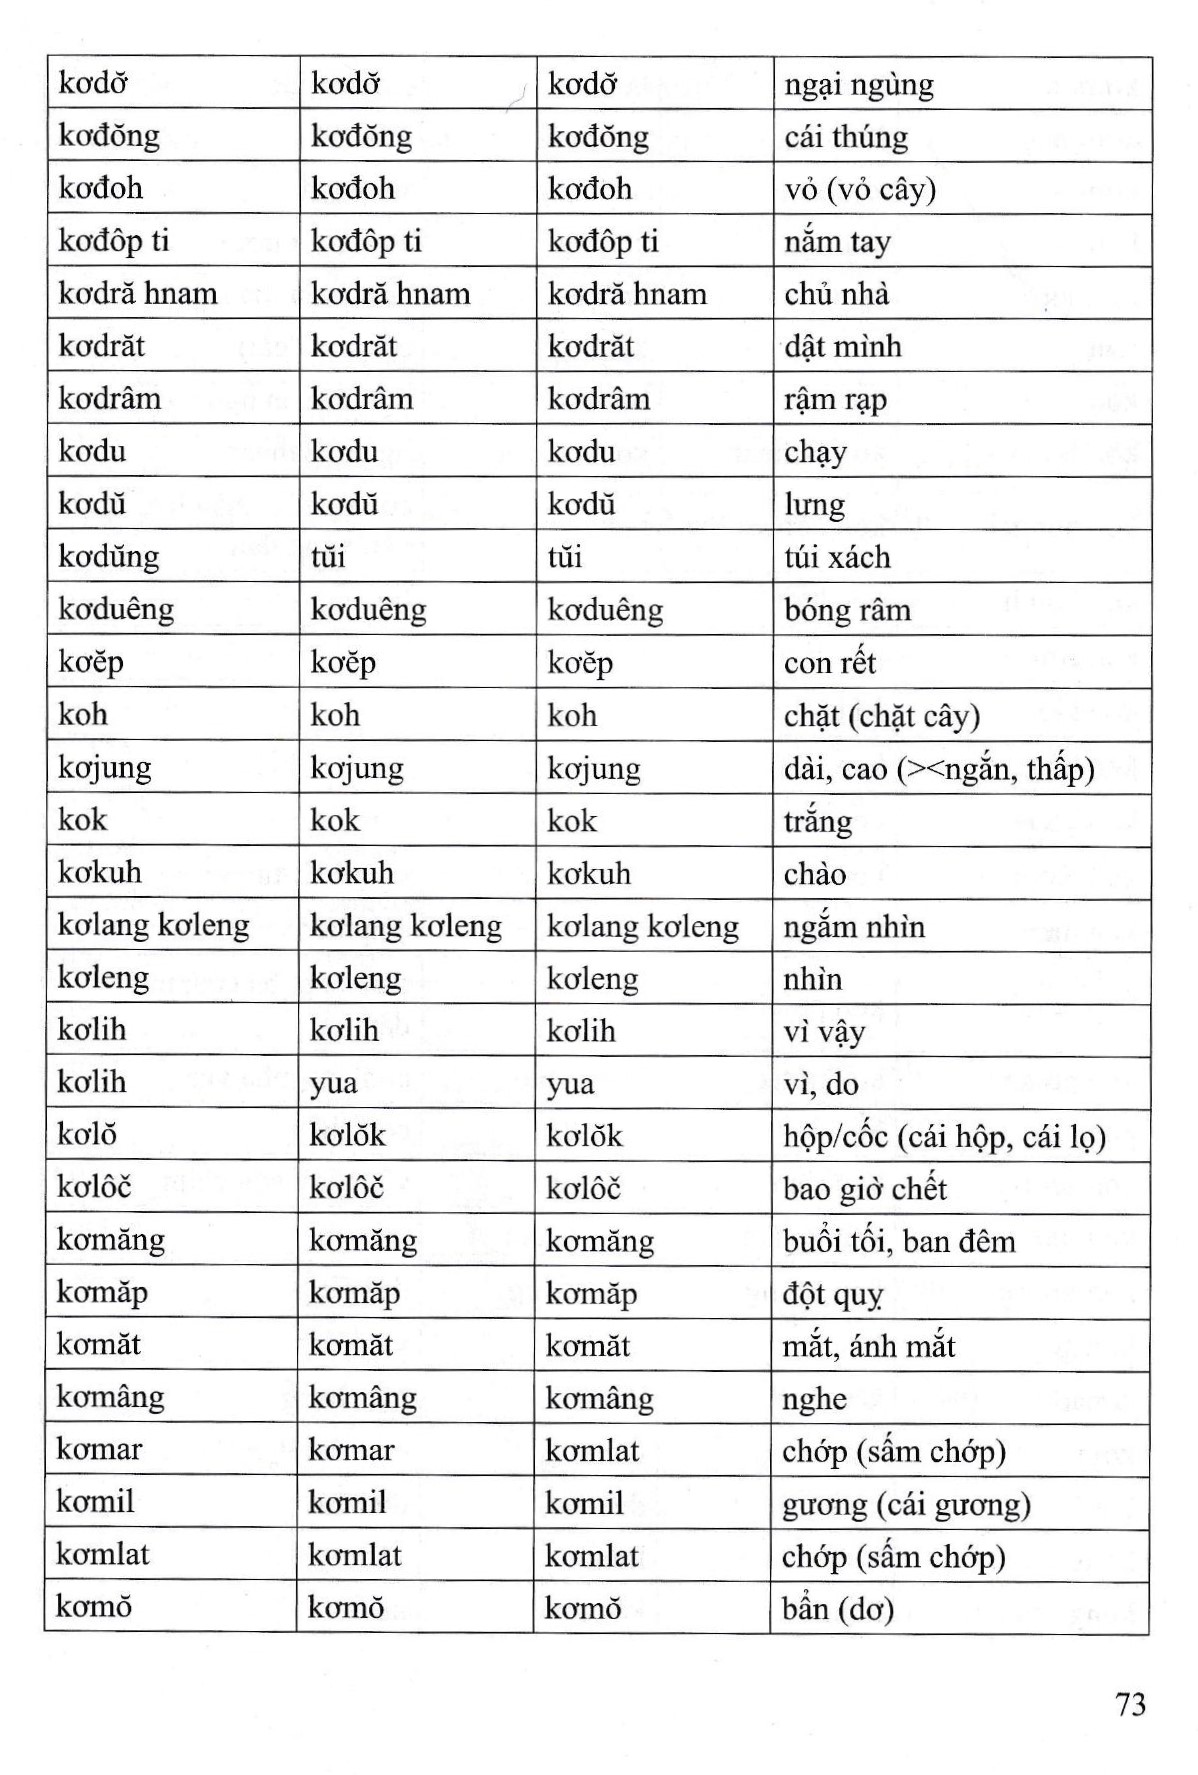 kơdơ̆ kơdơ̆ kơdơ̆ ngại ngùng
kơđŏng kơđŏng kơđŏng cái thúng
kơđoh kơđoh kơđoh vỏ (vỏ cây)
kơđôp ti kơđôp ti kơđôp ti nắm tay
kơdră hnam kơdră hnam kơdră hnam chủ nhà
kơdrăt kơdrăt kơdrăt dật mình
kơdrâm kơdrâm kơdrâm rậm rạp
kơdu kơdu kơdu chạy
kơdŭ kơdŭ kơdŭ lưng
kơdŭng tŭi tŭi túi xách
kơduêng kơduêng kơduêng bóng râm
kơĕp kơĕp kơĕp con rết
koh koh koh chặt (chặt cây)
kơjung kơjung kơjung dài, cao (><ngắn, thấp)
kok kok kok trắng
kơkuh kơkuh kơkuh chào
kơlang kơleng kơlang kơleng kơlang kơleng ngắm nhìn
kơleng kơleng kơleng nhìn
kơlih kơlih kơlih vì vậy
kơlih yua yua vì, do
kơlŏ kơlŏk kơlŏk hộp/cốc (cái hộp, cái lọ)
kơlôč kơlôč kơlôč bao giờ chết
kơmăng kơmăng kơmăng buổi tối, ban đêm
kơmăp kơmăp kơmăp đột quỵ
kơmăt kơmăt kơmăt mắt, ánh mắt
kơmâng kơmâng kơmâng nghe
kơmar kơmar kơmlat chớp (sấm chớp)
kơmil kơmil kơmil gương (cái gương)
kơmlat kơmlat kơmlat chớp (sấm chớp)
kơmŏ kơmŏ kơmŏ bẩn (dơ)
73